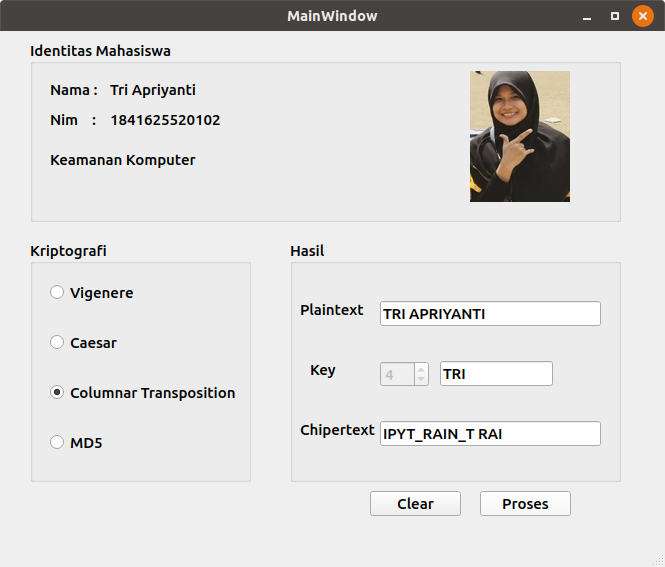 MainWindow
Identitas Mahasiswa
Nama : Tri Apriyanti
Nim : 1841625520102
Keamanan Komputer
Kriptografi
Vigenere
Caesar
Columnar Transposition
MD5
Hasil
Plaintext TRI APRIYANTI
Key 4 TRI
Chipertext IPYT_RAIN_T RAI
Clear Proses